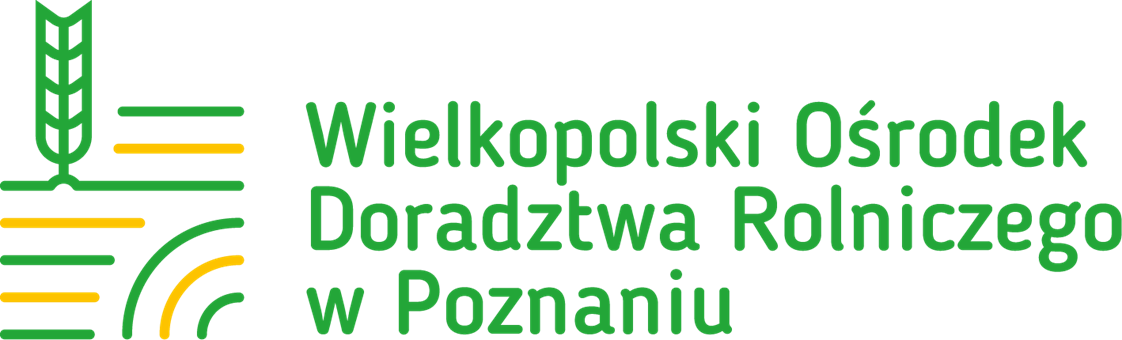 Wielkopolski Ośrodek
Doradztwa Rolniczego
w Poznaniu